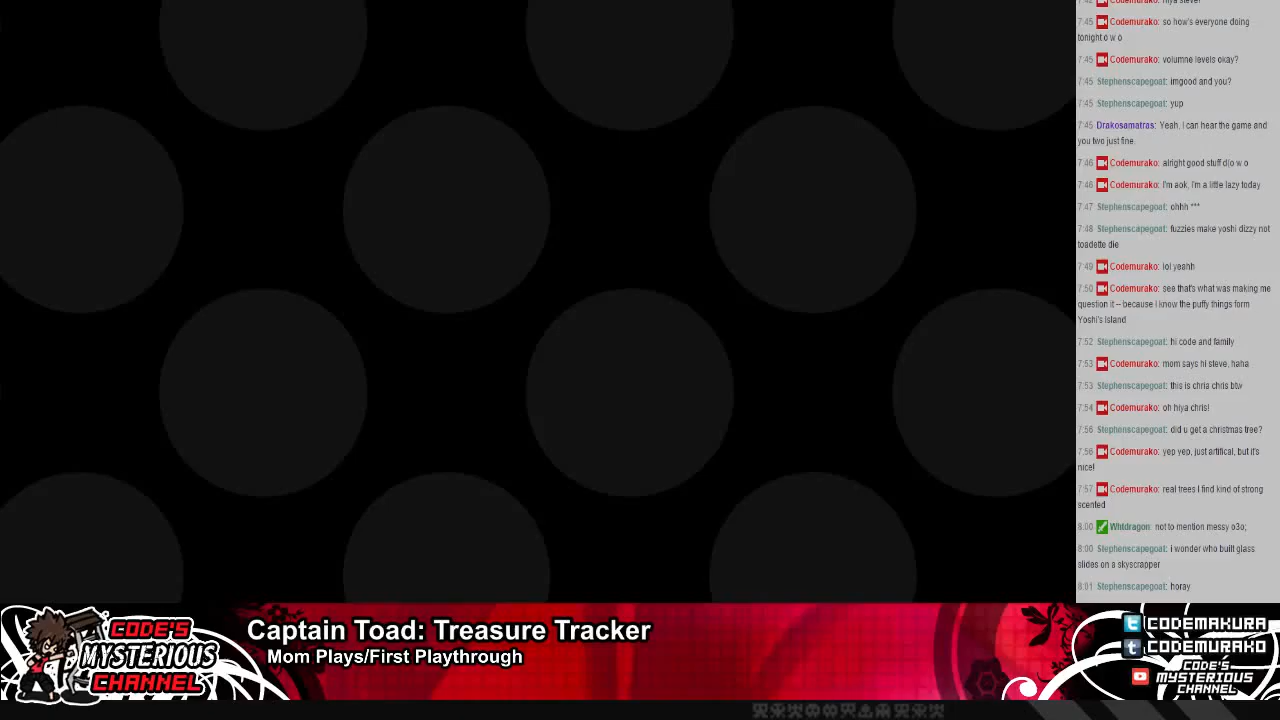 7:42 Codemurako: hiya steve!
7:45 Codemurako: so how's everyone doing
tonight o w o
7:45 Codemurako: volumne levels okay?
7:45 Stephenscapegoat: imgood and you?
7:45 Stephenscapegoat: yup
7:45 Drakosamatras: Yeah, I can hear the game and
you two just fine.
7:46 Codemurako: alright good stuff d(o w o
7:46 Codemurako: I'm aok, I'm a little lazy today
7:47 Stephenscapegoat: ohhh ***
7:48 Stephenscapegoat: fuzzies make yoshi dizzy not
toadette die
7:49 Codemurako: lol yeahh
7:50 Codemurako: see that's what was making me
question it -- because I know the puffy things form
Yoshi's Island
7:52 Stephenscapegoat: hi code and family
7:53 Codemurako: mom says hi steve, haha
7:53 Stephenscapegoat: this is chria chris btw
7:54 Codemurako: oh hiya chris!
7:56 Stephenscapegoat: did u get a christmas tree?
7:56 Codemurako: yep yep, just artifical, but it's
nice!
7:57 Codemurako: real trees I find kind of strong
scented
8:00 Whtdragon: not to mention messy o3o;
8:00 Stephenscapegoat: i wonder who built glass
slides on a skyscrapper
8:01 Stephenscapegoat: horay
CODE'S
MYSTERIOUS
CHANNEL
Captain Toad: Treasure Tracker
Mom Plays/First Playthrough
CODEMAKURA
CODEMURAKO
CODE'S
MYSTERIOUS
CHANNEL